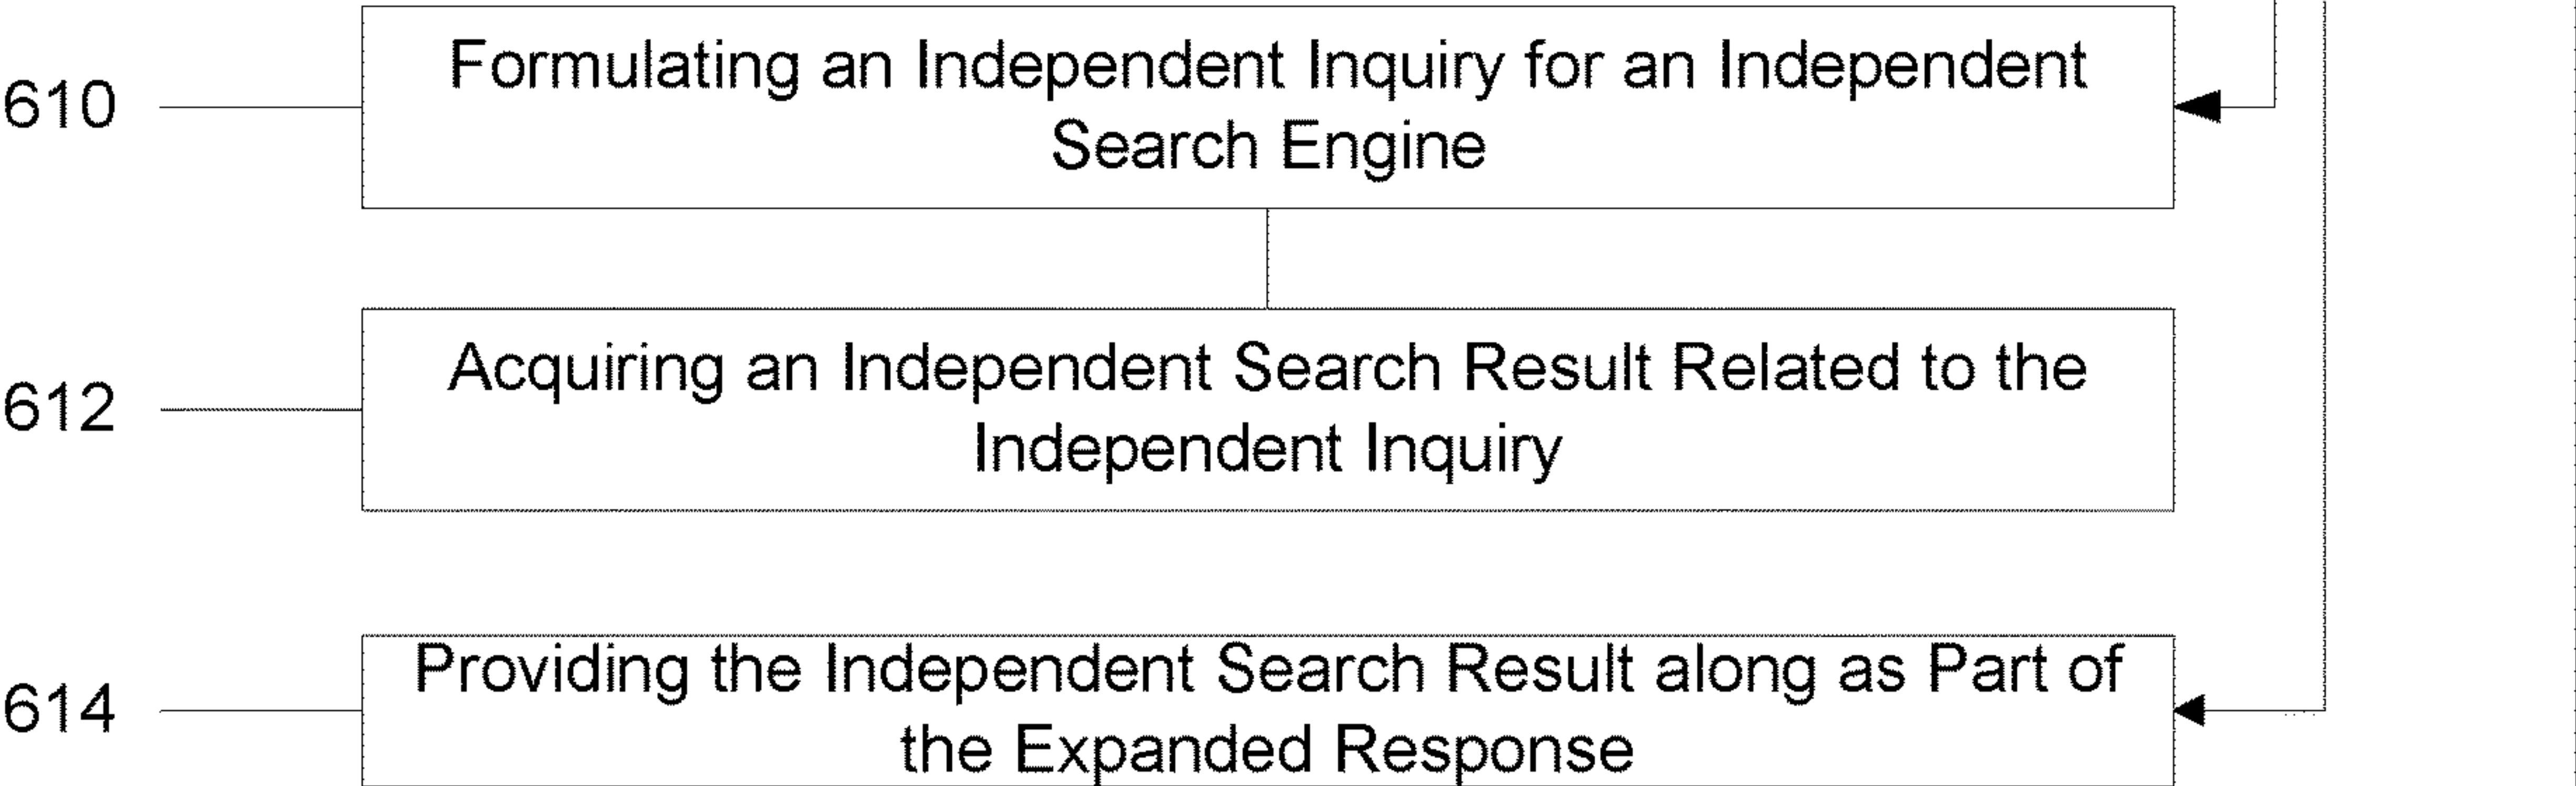 610
Formulating an Independent Inquiry for an Independent
Search Engine
612
Acquiring an Independent Search Result Related to the
Independent Inquiry
614
Providing the Independent Search Result along as Part of
the Expanded Response